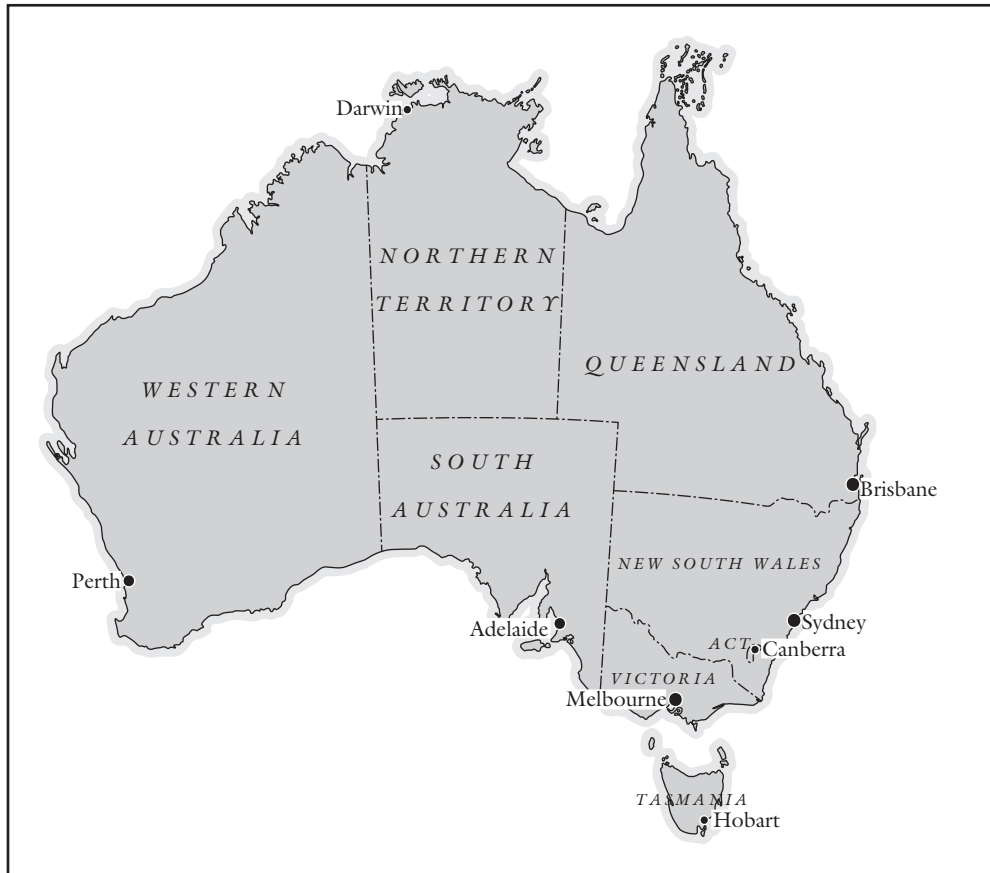 Darwin
NORTHERN
TERRITORY
QUEENSLAND
WESTERN
AUSTRALIA
SOUTH
AUSTRALIA
Brisbane
NEW SOUTH WALES
Perth
Adelaide
Sydney
ACT
Canberra
VICTORIA
Melbourne
TASMANIA
Hobart